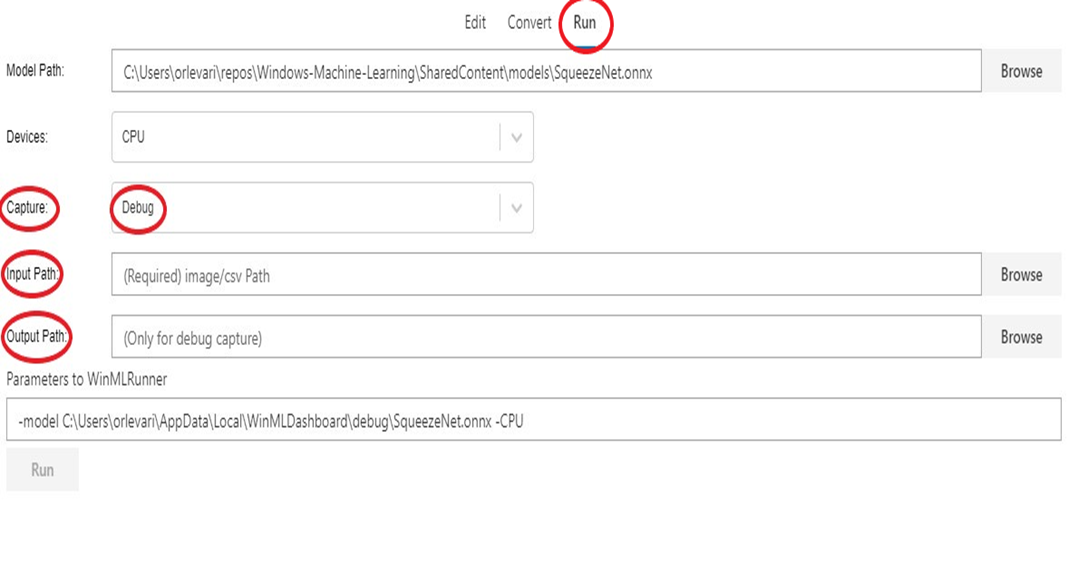 Edit Convert Run
Model Path: C:\Users\orlevari\repos\Windows-Machine-Learning\SharedContent\models\SqueezeNet.onnx Browse
Devices: CPU
Capture: Debug
Input Path: (Required) image/csv Path Browse
Output Path: (Only for debug capture) Browse
Parameters to WinMLRunner
-model C:\Users\orlevari\AppData\Local\WinMLDashboard\debug\SqueezeNet.onnx -CPU
Run